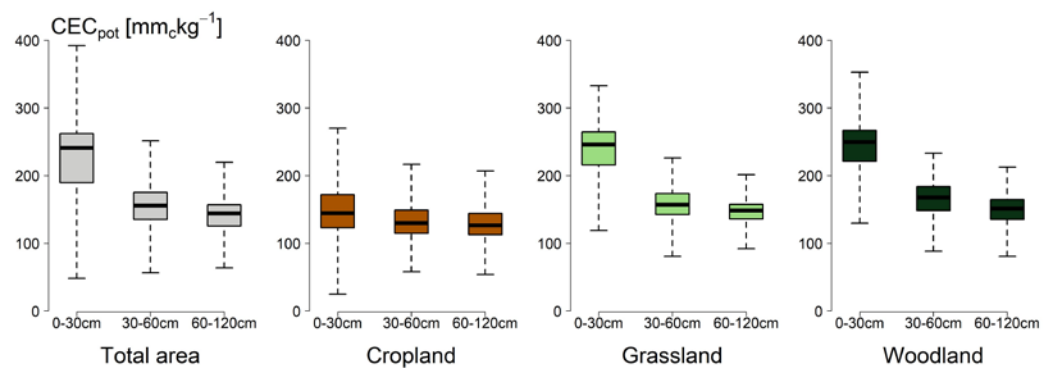 CECpot [mmckg−1]
400 400 400 400
300 300 300 300
200 200 200 200
100 100 100 100
0 0 0 0
0-30cm 30-60cm 60-120cm 0-30cm 30-60cm 60-120cm 0-30cm 30-60cm 60-120cm 0-30cm 30-60cm 60-120cm
Total area Cropland Grassland Woodland